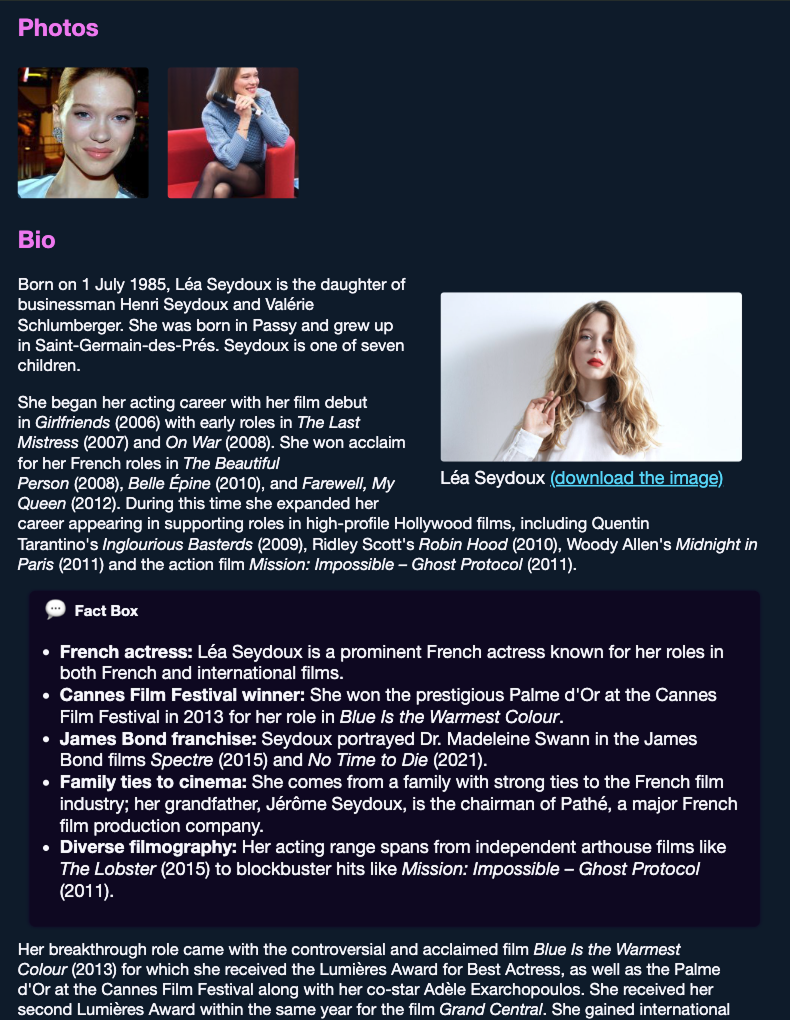 Photos
Bio
Born on 1 July 1985, Léa Seydoux is the daughter of
businessman Henri Seydoux and Valérie
Schlumberger. She was born in Passy and grew up
in Saint-Germain-des-Prés. Seydoux is one of seven
children.
She began her acting career with her film debut
in Girlfriends (2006) with early roles in The Last
Mistress (2007) and On War (2008). She won acclaim
for her French roles in The Beautiful
Person (2008), Belle Épine (2010), and Farewell, My
Queen (2012). During this time she expanded her
career appearing in supporting roles in high-profile Hollywood films, including Quentin
Tarantino's Inglourious Basterds (2009), Ridley Scott's Robin Hood (2010), Woody Allen's Midnight in
Paris (2011) and the action film Mission: Impossible – Ghost Protocol (2011).
Léa Seydoux (download the image)
Fact Box
• French actress: Léa Seydoux is a prominent French actress known for her roles in
both French and international films.
• Cannes Film Festival winner: She won the prestigious Palme d'Or at the Cannes
Film Festival in 2013 for her role in Blue Is the Warmest Colour.
• James Bond franchise: Seydoux portrayed Dr. Madeleine Swann in the James
Bond films Spectre (2015) and No Time to Die (2021).
• Family ties to cinema: She comes from a family with strong ties to the French film
industry; her grandfather, Jérôme Seydoux, is the chairman of Pathé, a major French
film production company.
• Diverse filmography: Her acting range spans from independent arthouse films like
The Lobster (2015) to blockbuster hits like Mission: Impossible – Ghost Protocol
(2011).
Her breakthrough role came with the controversial and acclaimed film Blue Is the Warmest
Colour (2013) for which she received the Lumières Award for Best Actress, as well as the Palme
d'Or at the Cannes Film Festival along with her co-star Adèle Exarchopoulos. She received her
second Lumières Award within the same year for the film Grand Central. She gained international